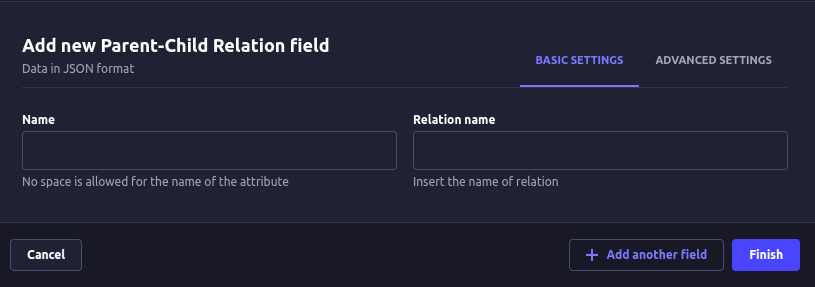 Add new Parent-Child Relation field
Data in JSON format
BASIC SETTINGS
ADVANCED SETTINGS
Name
Relation name
No space is allowed for the name of the attribute
Insert the name of relation
Cancel
Add another field
Finish